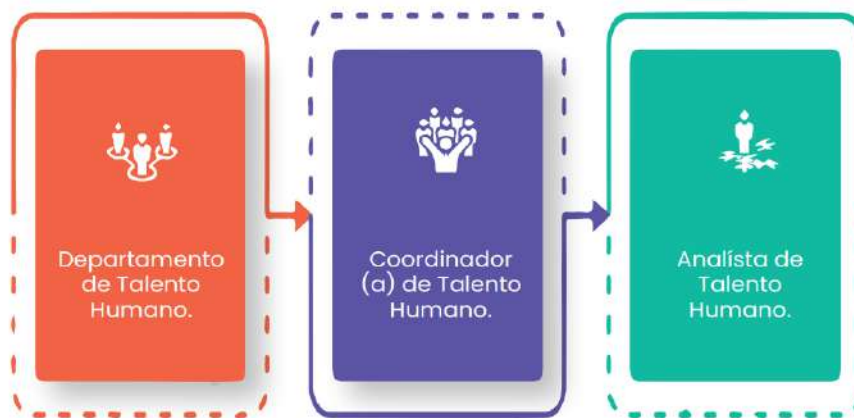 Departamento
de Talento
Humano.
Coordinador
(a) de Talento
Humano.
Analísta de
Talento
Humano.